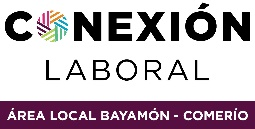 CONEXIÓN
LABORAL
ÁREA LOCAL BAYAMÓN - COMERÍO